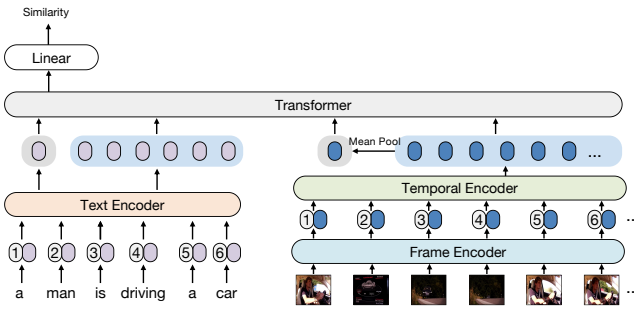 Similarity
Linear
Transformer
Mean Pool
...
Text Encoder
Temporal Encoder
1 2 3 4 5 6
1 2 3 4 5 6 ...
Frame Encoder
a man is driving a car
...